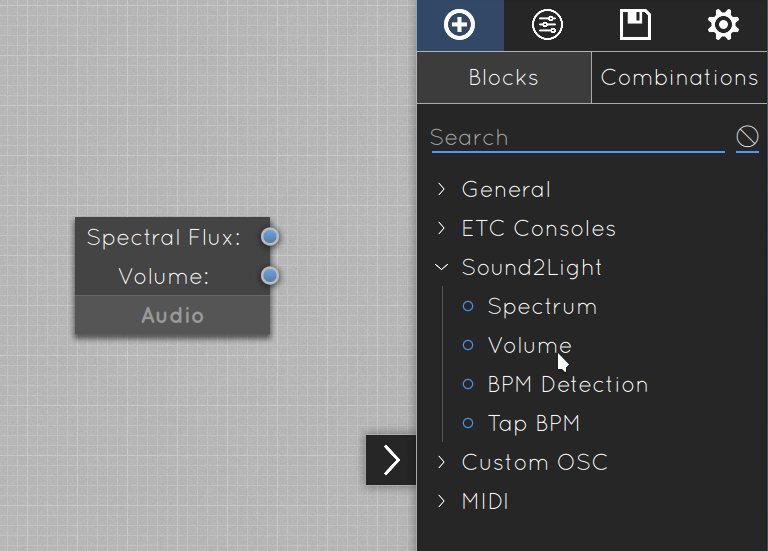 Spectral Flux:
Volume:
Audio
Blocks
Combinations
Search
General
ETC Consoles
Sound2Light
Spectrum
Volume
BPM Detection
Tap BPM
Custom OSC
MIDI